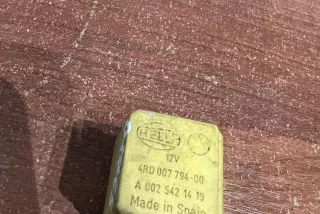 HELLA
12V
4RD 007 794-00
A 002 542 14 19
Made in Spain